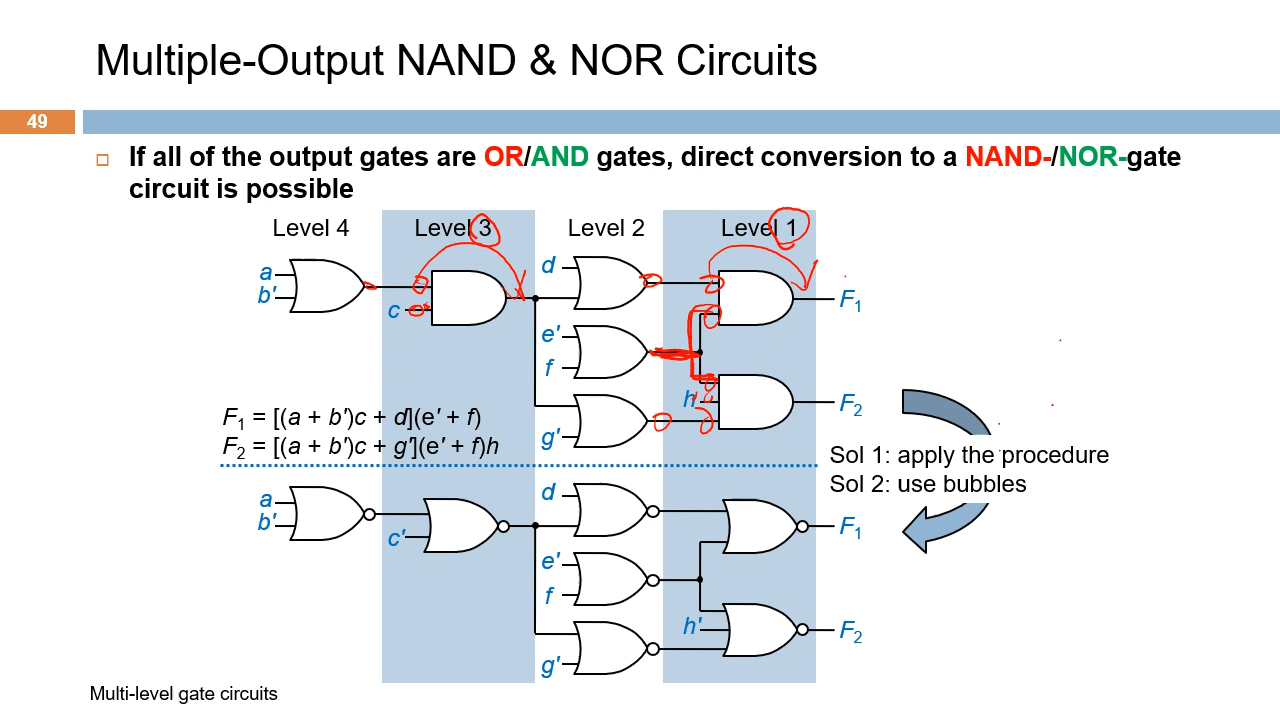 Multiple-Output NAND & NOR Circuits
49
If all of the output gates are OR/AND gates, direct conversion to a NAND-/NOR-gate
circuit is possible
Level 4 Level 3 Level 2 Level 1
a
b'
c
d
e'
f
g'
h
F1
F2
F1 = [(a + b')c + d](e' + f)
F2 = [(a + b')c + g'](e' + f)h
Sol 1: apply the procedure
Sol 2: use bubbles
a
b'
c'
d
e'
f
g'
h'
F1
F2
Multi-level gate circuits